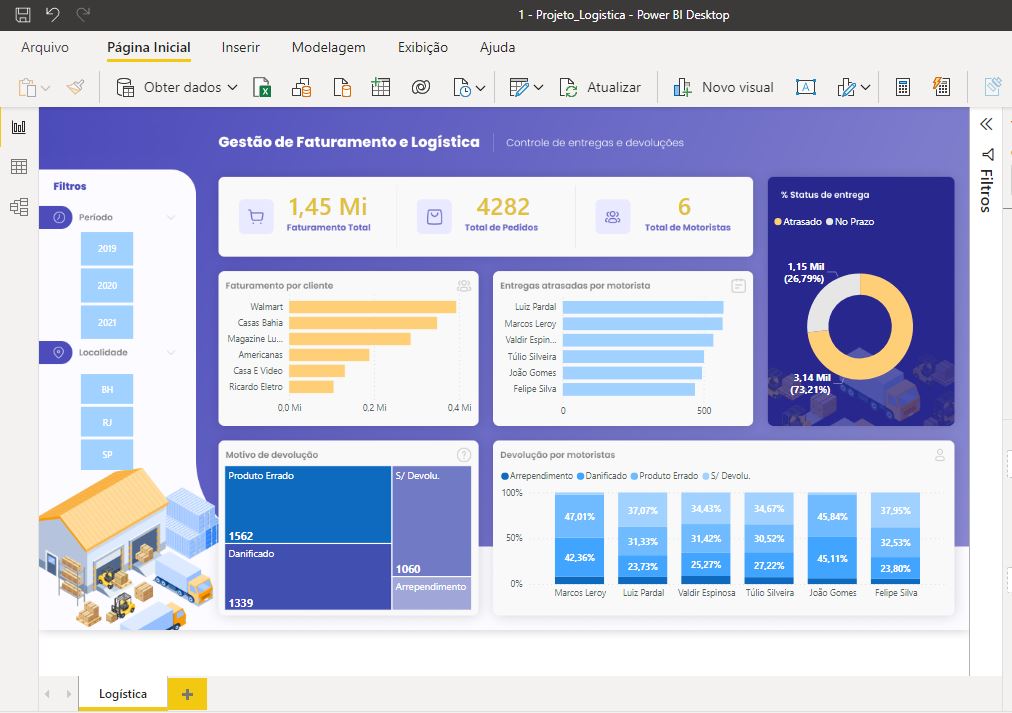 1 - Projeto_Logistica - Power BI Desktop
Arquivo Página Inicial Inserir Modelagem Exibição Ajuda
Obter dados Atualizar Novo visual
Gestão de Faturamento e Logística Controle de entregas e devoluções
Filtros
Período
2019
2020
2021
Localidade
BH
RJ
SP
1,45 Mi
Faturamento Total
4282
Total de Pedidos
6
Total de Motoristas
% Status de entrega
Atrasado No Prazo
1,15 Mil
(26,79%)
3,14 Mil
(73,21%)
Faturamento por cliente
Walmart
Casas Bahia
Magazine Lu...
Americanas
Casa E Video
Ricardo Eletro
0,0 Mi 0,2 Mi 0,4 Mi
Entregas atrasadas por motorista
Luiz Pardal
Marcos Leroy
Valdir Espin...
Túlio Silveira
João Gomes
Felipe Silva
0 500
Motivo de devolução
Produto Errado
1562
Danificado
1339
S/ Devolu.
1060
Arrependimento
Devolução por motoristas
Arrependimento Danificado Produto Errado S/ Devolu.
100%
50%
0%
47,01% 37,07% 34,43% 34,67% 45,84% 37,95%
42,36% 31,33% 31,42% 30,52% 45,11% 32,53%
23,73% 25,27% 27,22% 23,80%
Marcos Leroy Luiz Pardal Valdir Espinosa Túlio Silveira João Gomes Felipe Silva
Filtros
Logística